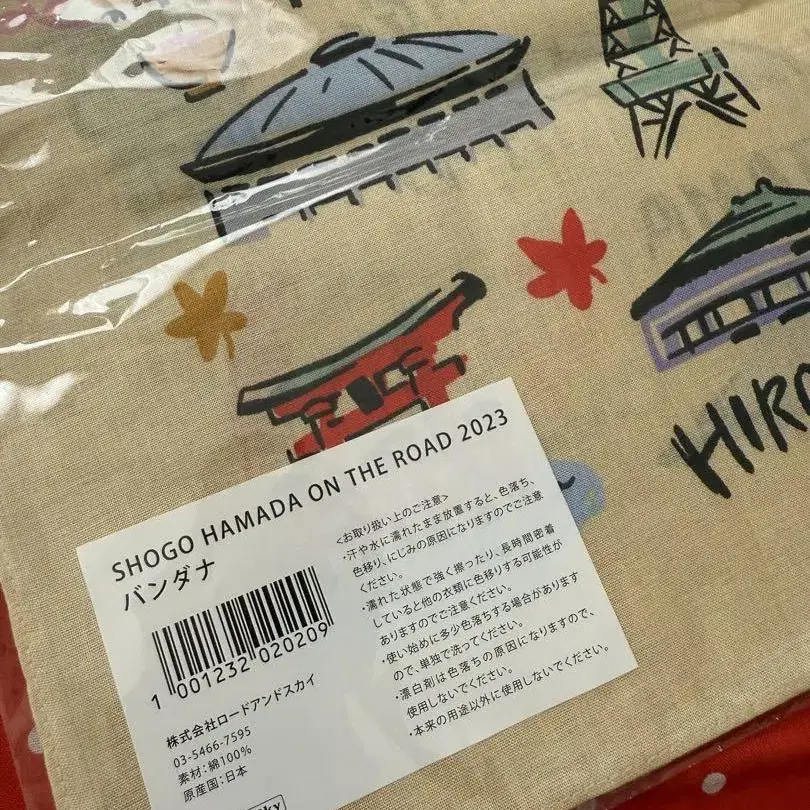 HIRO
SHOGO HAMADA ON THE ROAD 2023
バンダナ
1 001232 020209
株式会社ロードアンドスカイ
03-5466-7595
素材：綿100%
原産国：日本
<お取り扱い上のご注意>
・汗や水に濡れたまま放置すると、色落ち、
色移り、にじみの原因になりますのでご注意
ください。
・濡れた状態で強く擦ったり、長時間密着
していると他の衣類に色移りする可能性が
ありますのでご注意ください。
・使い始めに多少色落ちする場合があります
ので、単独で洗ってください。
・漂白剤は色落ちの原因になりますので、
使用しないでください。
・本来の用途以外に使用しないでください。